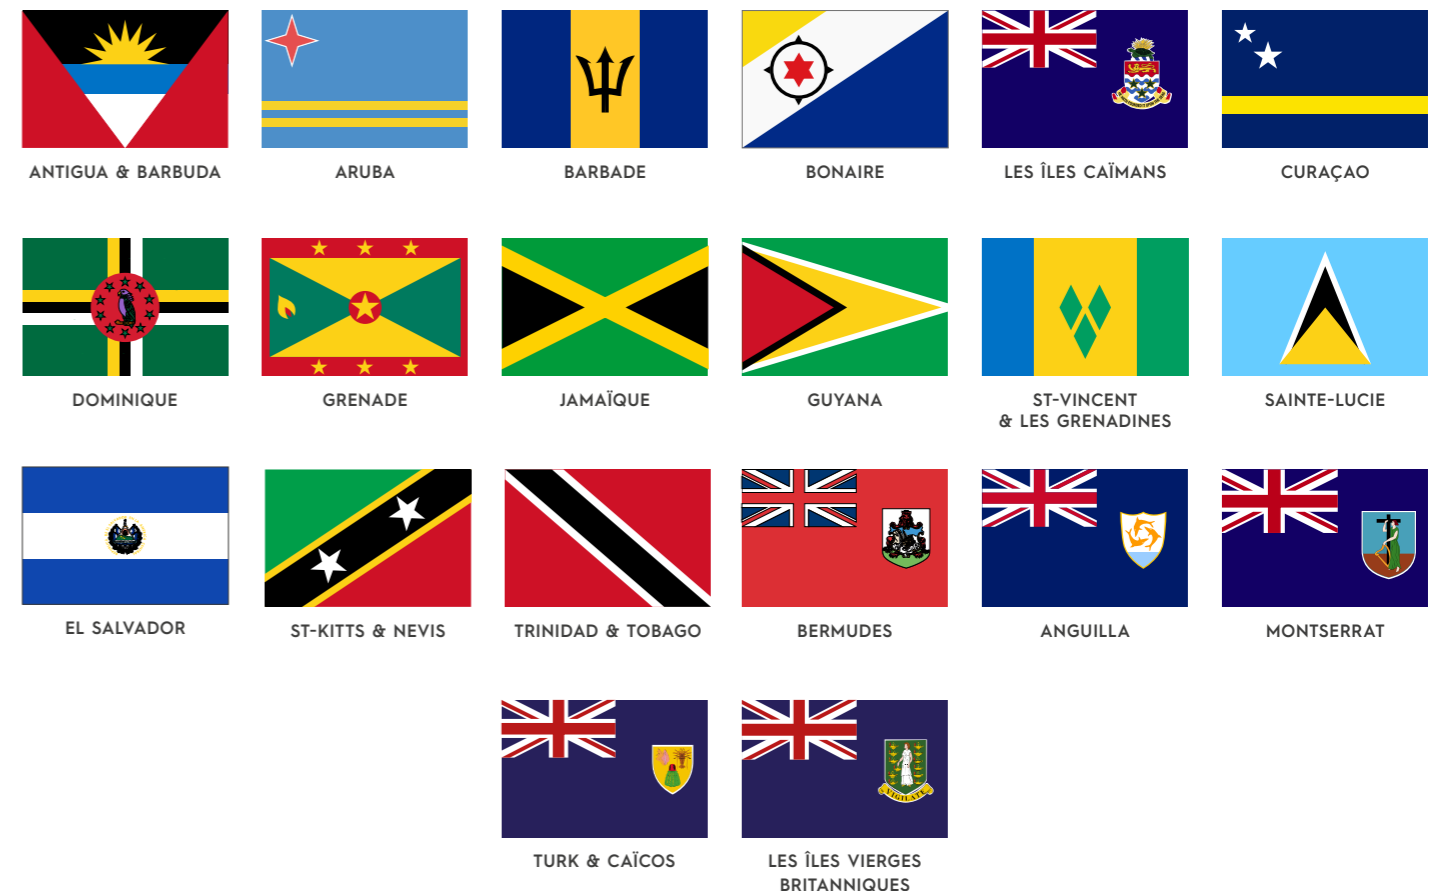 ANTIGUA & BARBUDA
ARUBA
BARBADE
BONAIRE
LES ÎLES CAÏMANS
CURAÇAO
DOMINIQUE
GRENADE
JAMAÏQUE
GUYANA
ST-VINCENT
& LES GRENADINES
SAINTE-LUCIE
EL SALVADOR
ST-KITTS & NEVIS
TRINIDAD & TOBAGO
BERMUDES
ANGUILLA
MONTSERRAT
VIGILATE
TURK & CAÏCOS
LES ÎLES VIERGES
BRITANNIQUES